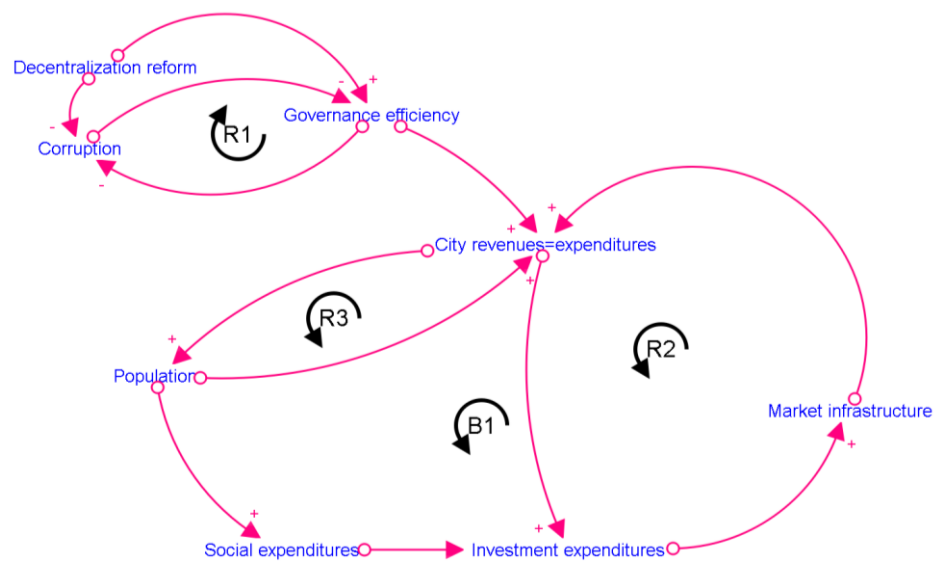 Decentralization reform
- +
Governance efficiency
-
Corruption
R1
-
+
+
City revenues=expenditures
+
R3
+
R2
Population
Market infrastructure
B1
+
+
+
Social expenditures
Investment expenditures